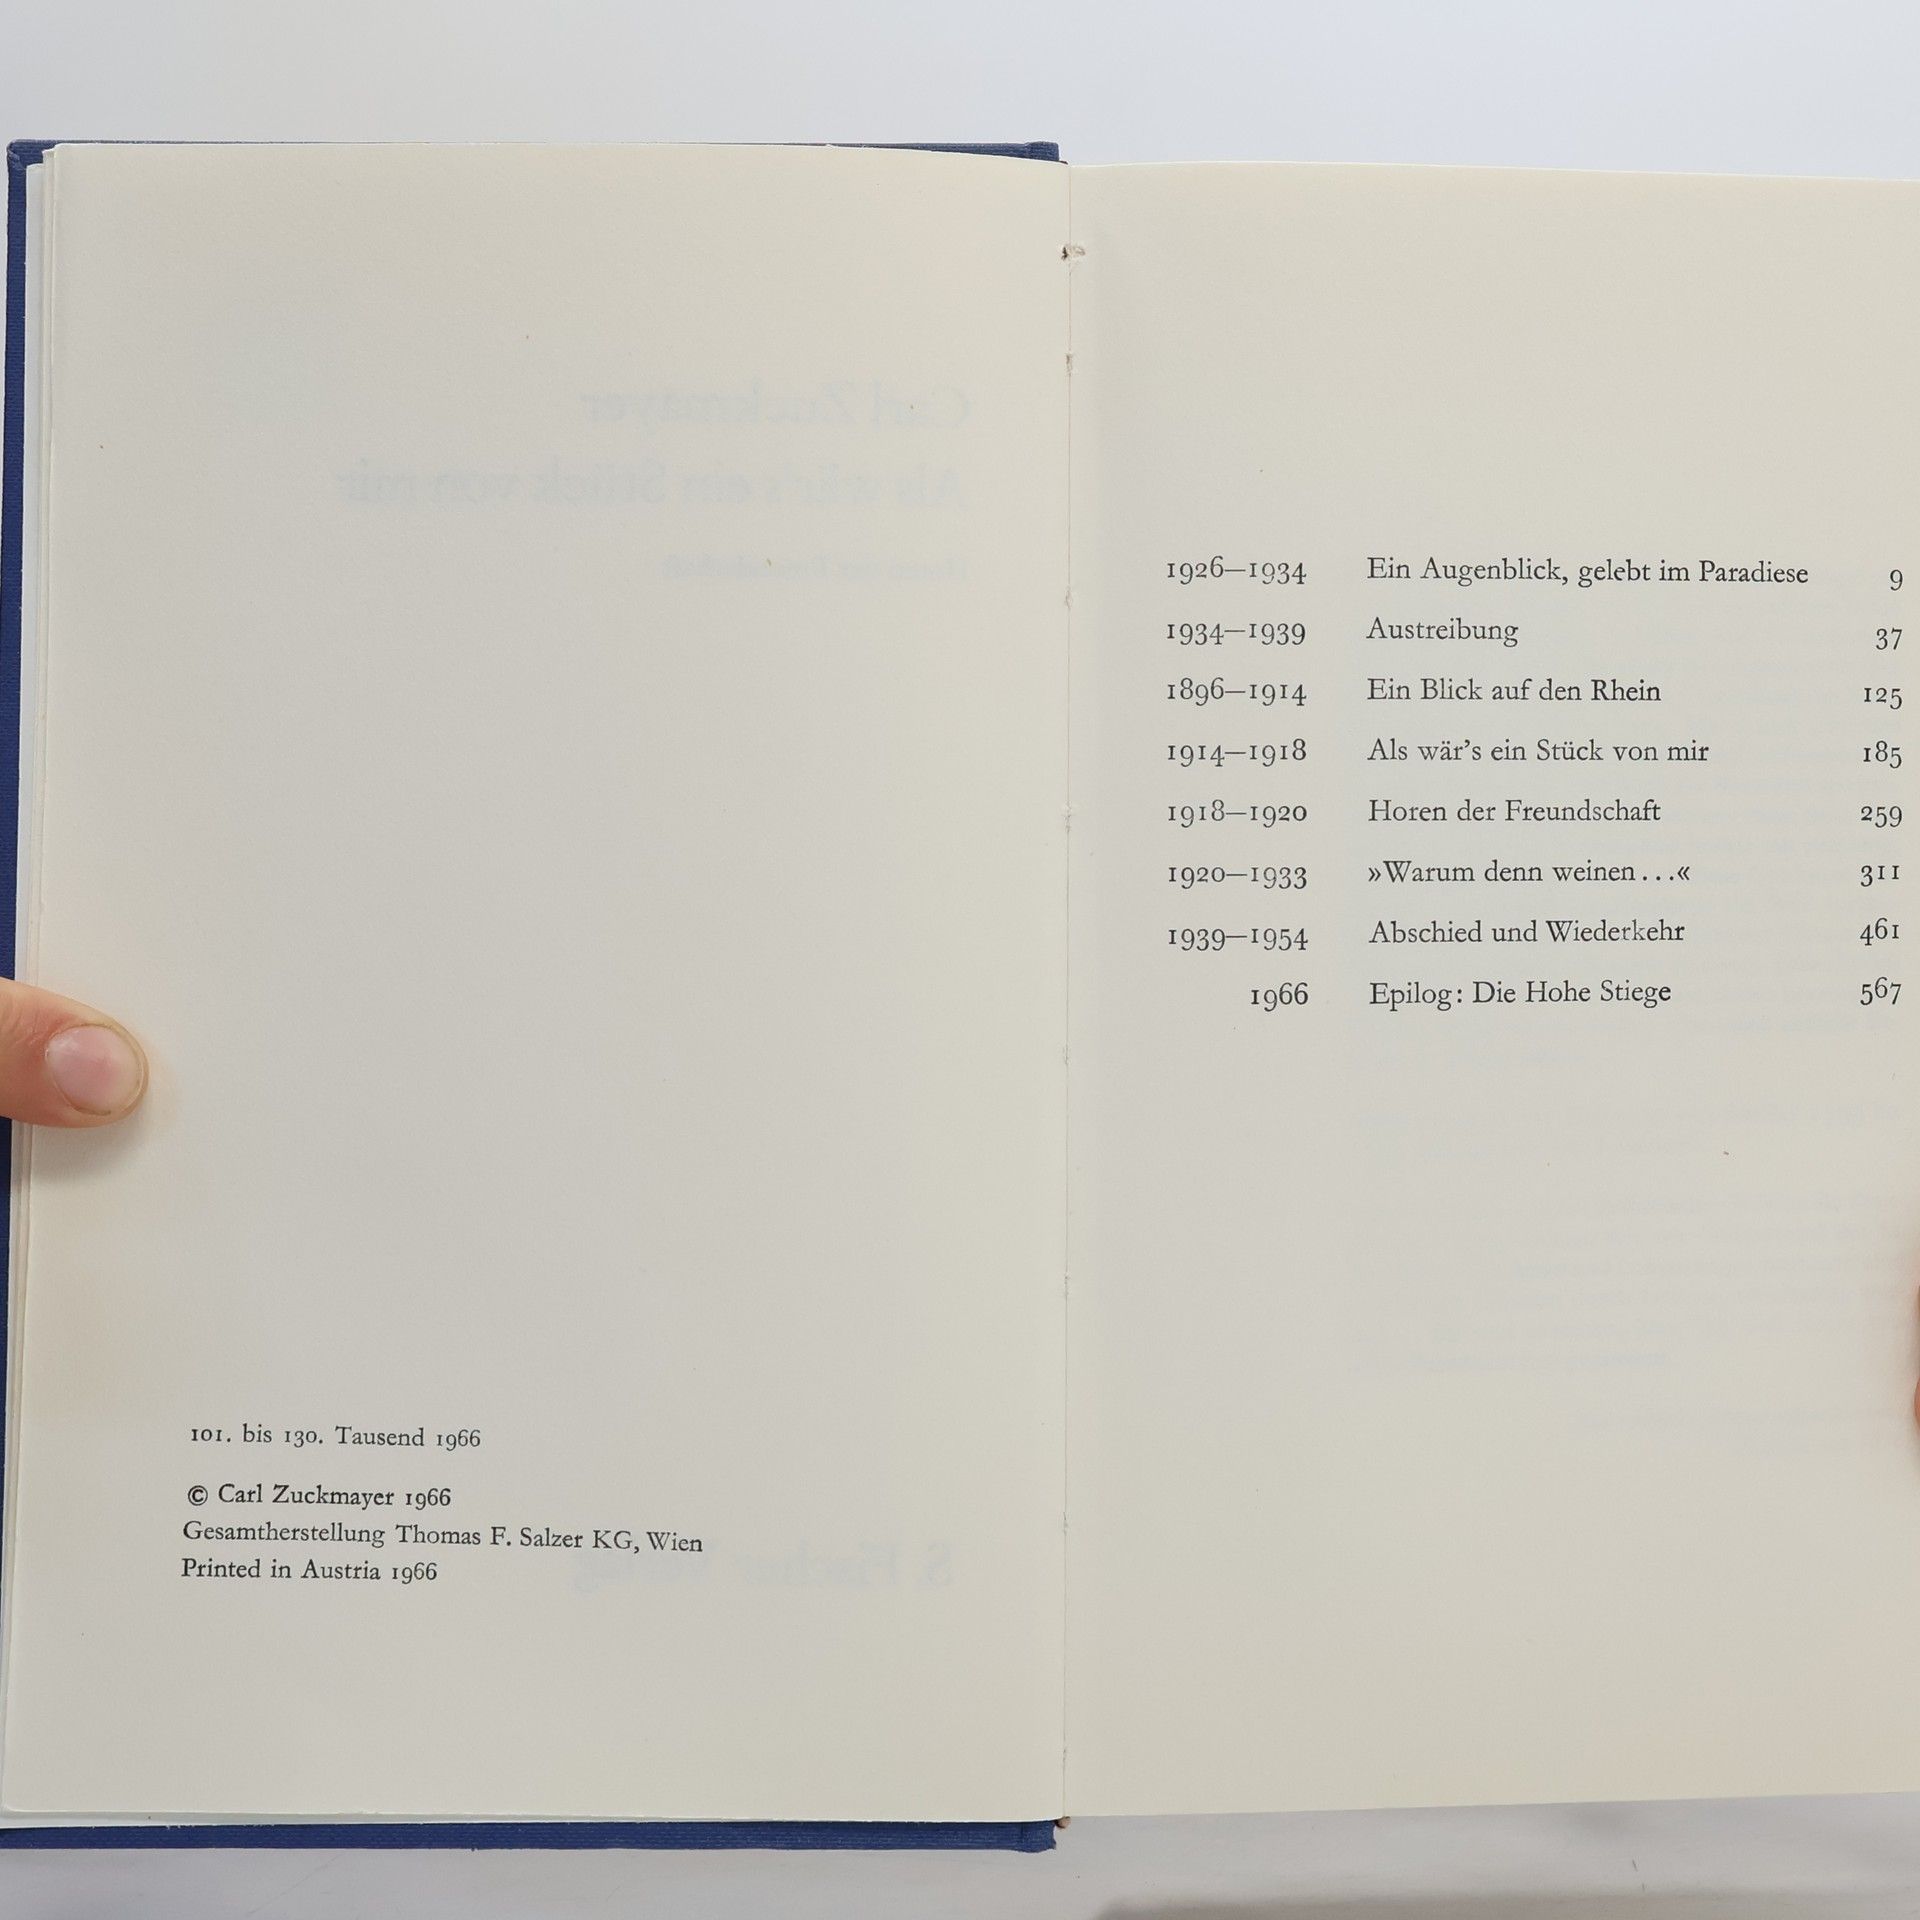 101. bis 130. Tausend 1966
© Carl Zuckmayer 1966
Gesamtherstellung Thomas F. Salzer KG, Wien
Printed in Austria 1966
1926–1934 Ein Augenblick, gelebt im Paradiese 9
1934–1939 Austreibung 37
1896–1914 Ein Blick auf den Rhein 125
1914–1918 Als wär's ein Stück von mir 185
1918–1920 Horen der Freundschaft 259
1920–1933 »Warum denn weinen...« 311
1939–1954 Abschied und Wiederkehr 461
1966 Epilog: Die Hohe Stiege 567